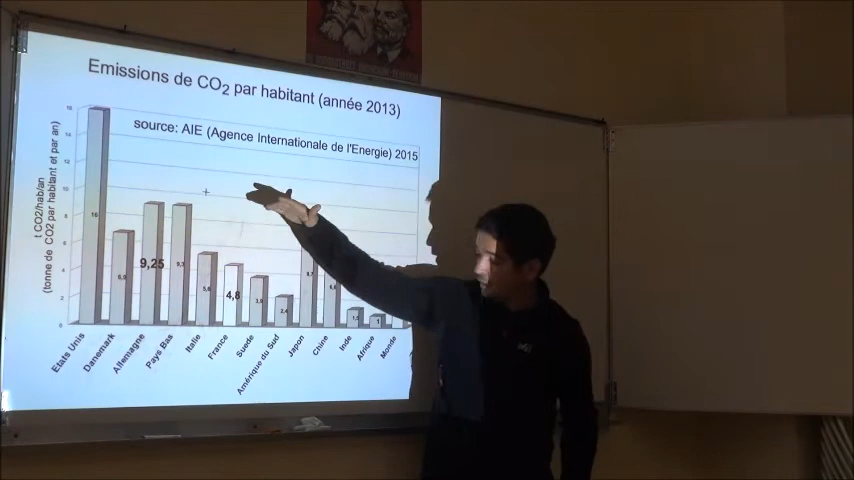 Emissions de CO2 par habitant (année 2013)
source: AIE (Agence Internationale de l'Energie) 2015
t CO2/hab/an
(tonne de CO2 par habitant et par an)
16
14
12
10
8
6
4
2
0
16
6,9
9,25
9,3
5,6
4,8
3,9
2,4
9,7
6,6
1,5
1
Etats Unis
Danemark
Allemagne
Pays Bas
Italie
France
Suede
Amérique du Sud
Japon
Chine
Inde
Afrique
Monde